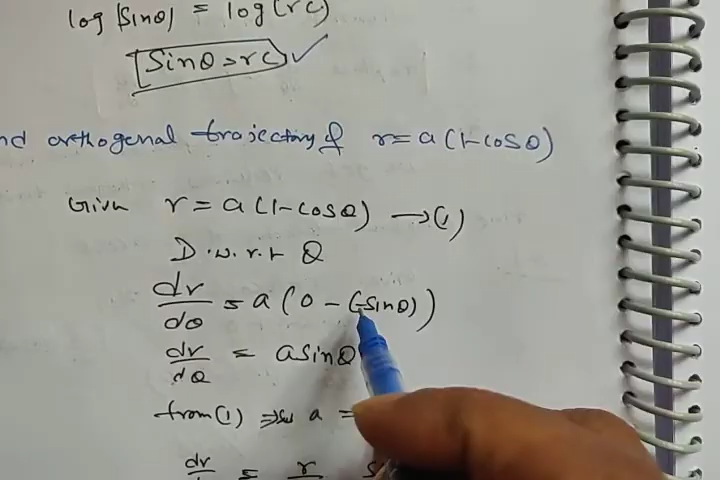 log|sinθ| = log(rc)
sinθ = rc ✓
nd orthogonal trajectory of r = a(1-cosθ)
Given r = a(1-cosθ) →(1)
D.w.r.t θ
dr/dθ = a(0-(-sinθ))
dr/dθ = asinθ
from(1) ⇒ a =
dr = r s